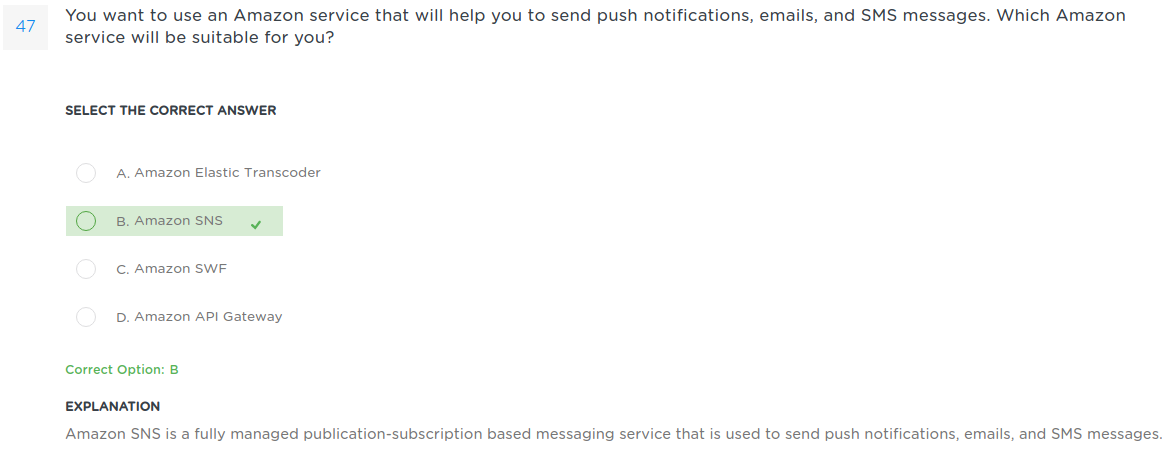 47
You want to use an Amazon service that will help you to send push notifications, emails, and SMS messages. Which Amazon
service will be suitable for you?
SELECT THE CORRECT ANSWER
A. Amazon Elastic Transcoder
B. Amazon SNS
C. Amazon SWF
D. Amazon API Gateway
Correct Option: B
EXPLANATION
Amazon SNS is a fully managed publication-subscription based messaging service that is used to send push notifications, emails, and SMS messages.